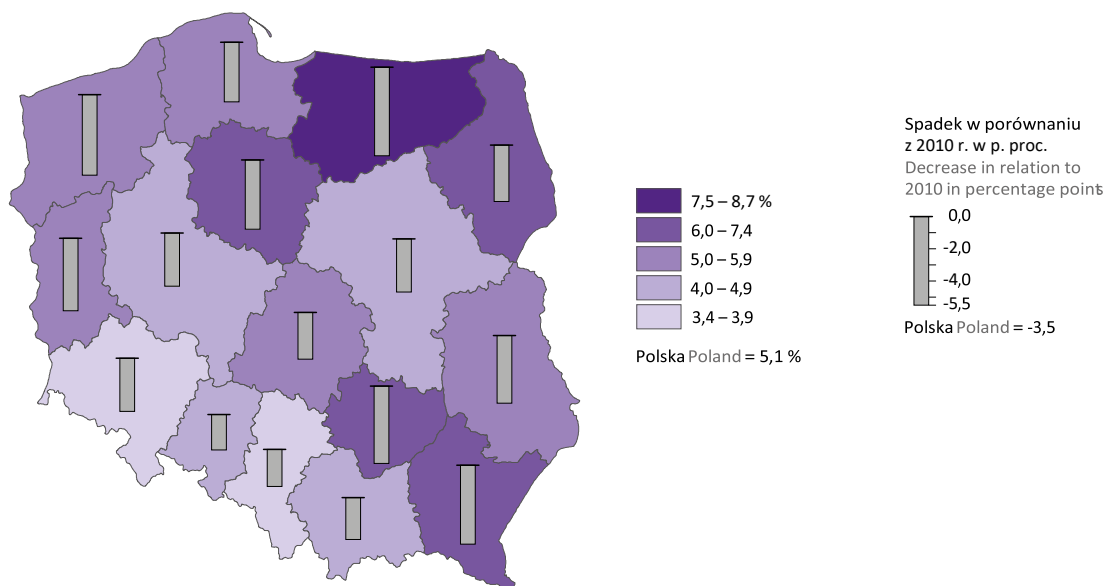 7,5 – 8,7 %
6,0 – 7,4
5,0 – 5,9
4,0 – 4,9
3,4 – 3,9
Polska Poland = 5,1 %
Spadek w porównaniu
z 2010 r. w p. proc.
Decrease in relation to
2010 in percentage points
0,0
-2,0
-4,0
-5,5
Polska Poland = -3,5